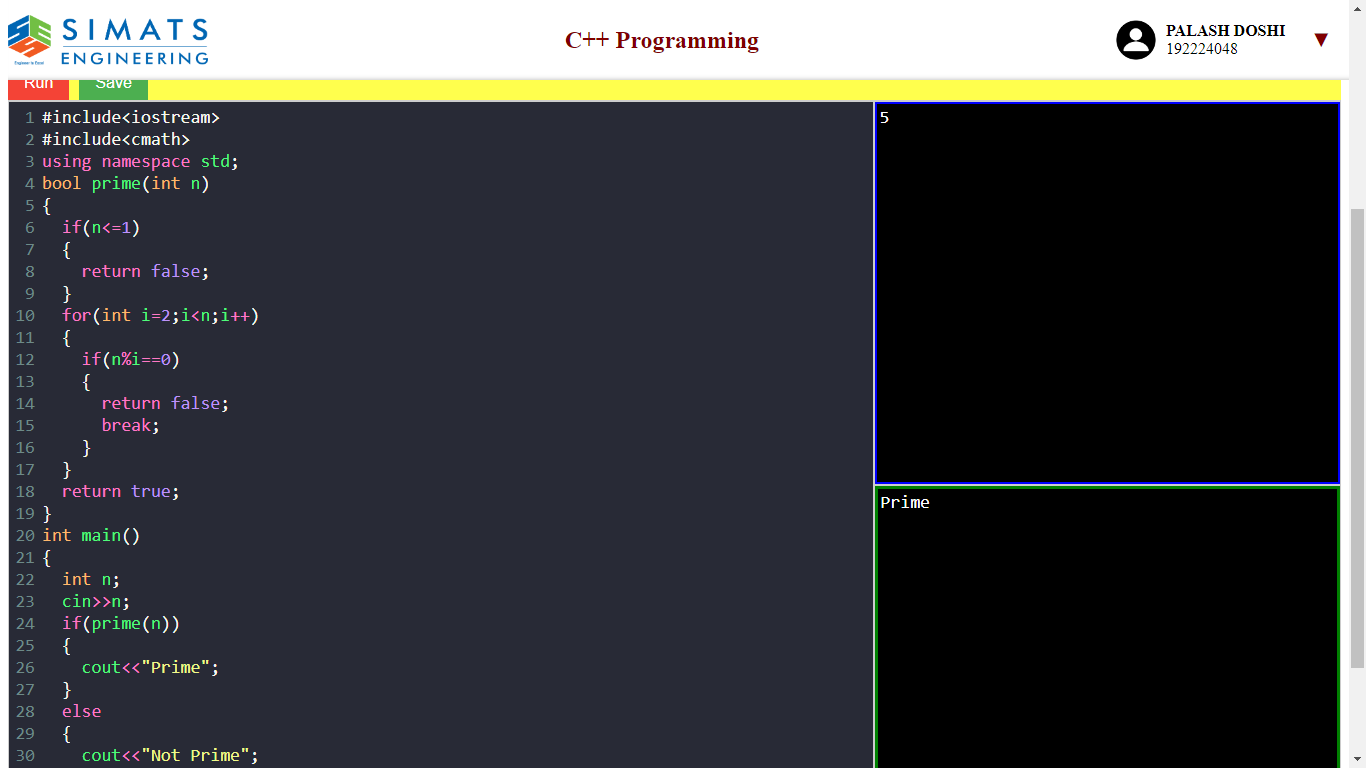 SIMATS
ENGINEERING
Engineer to Excel
C++ Programming
PALASH DOSHI
192224048
▼
Run Save
1 #include<iostream>
2 #include<cmath>
3 using namespace std;
4 bool prime(int n)
5 {
6   if(n<=1)
7   {
8     return false;
9   }
10   for(int i=2;i<n;i++)
11   {
12     if(n%i==0)
13     {
14       return false;
15       break;
16     }
17   }
18   return true;
19 }
20 int main()
21 {
22   int n;
23   cin>>n;
24   if(prime(n))
25   {
26     cout<<"Prime";
27   }
28   else
29   {
30     cout<<"Not Prime";
5
Prime